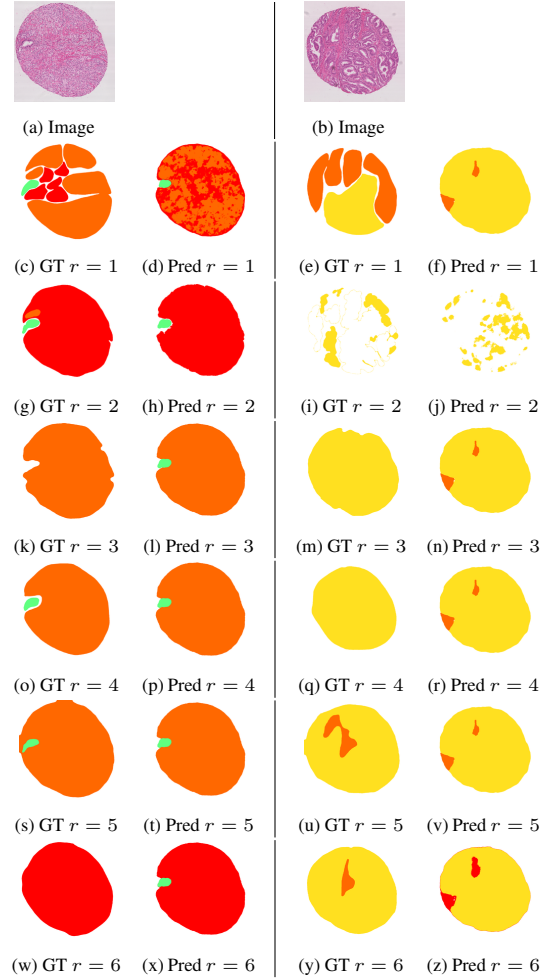 (a) Image (b) Image
(c) GT r = 1 (d) Pred r = 1 (e) GT r = 1 (f) Pred r = 1
(g) GT r = 2 (h) Pred r = 2 (i) GT r = 2 (j) Pred r = 2
(k) GT r = 3 (l) Pred r = 3 (m) GT r = 3 (n) Pred r = 3
(o) GT r = 4 (p) Pred r = 4 (q) GT r = 4 (r) Pred r = 4
(s) GT r = 5 (t) Pred r = 5 (u) GT r = 5 (v) Pred r = 5
(w) GT r = 6 (x) Pred r = 6 (y) GT r = 6 (z) Pred r = 6